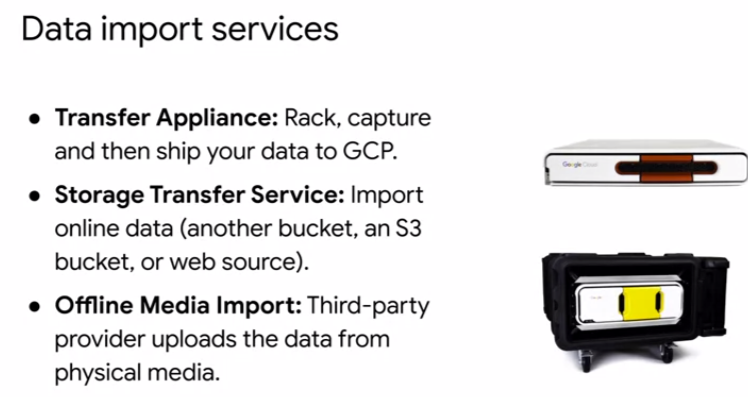 Data import services
● Transfer Appliance: Rack, capture
and then ship your data to GCP.
● Storage Transfer Service: Import
online data (another bucket, an S3
bucket, or web source).
● Offline Media Import: Third-party
provider uploads the data from
physical media.
Google Cloud